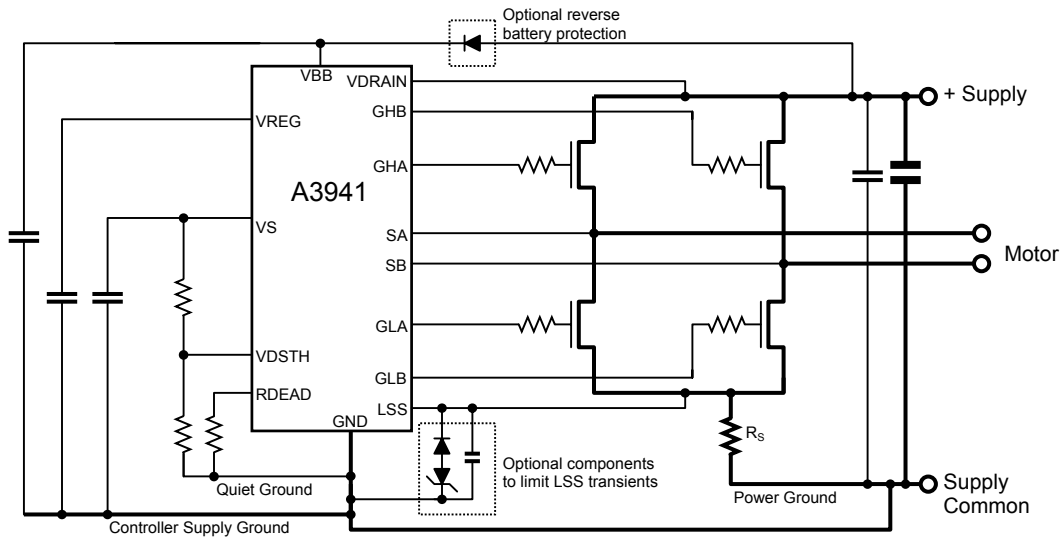 Optional reverse
battery protection
VBB
VDRAIN
GHB
+ Supply
VREG
GHA
A3941
VS
SA
Motor
SB
GLA
VDSTH
GLB
RDEAD
LSS
GND
RS
Optional components
to limit LSS transients
Quiet Ground
Power Ground
Supply
Common
Controller Supply Ground